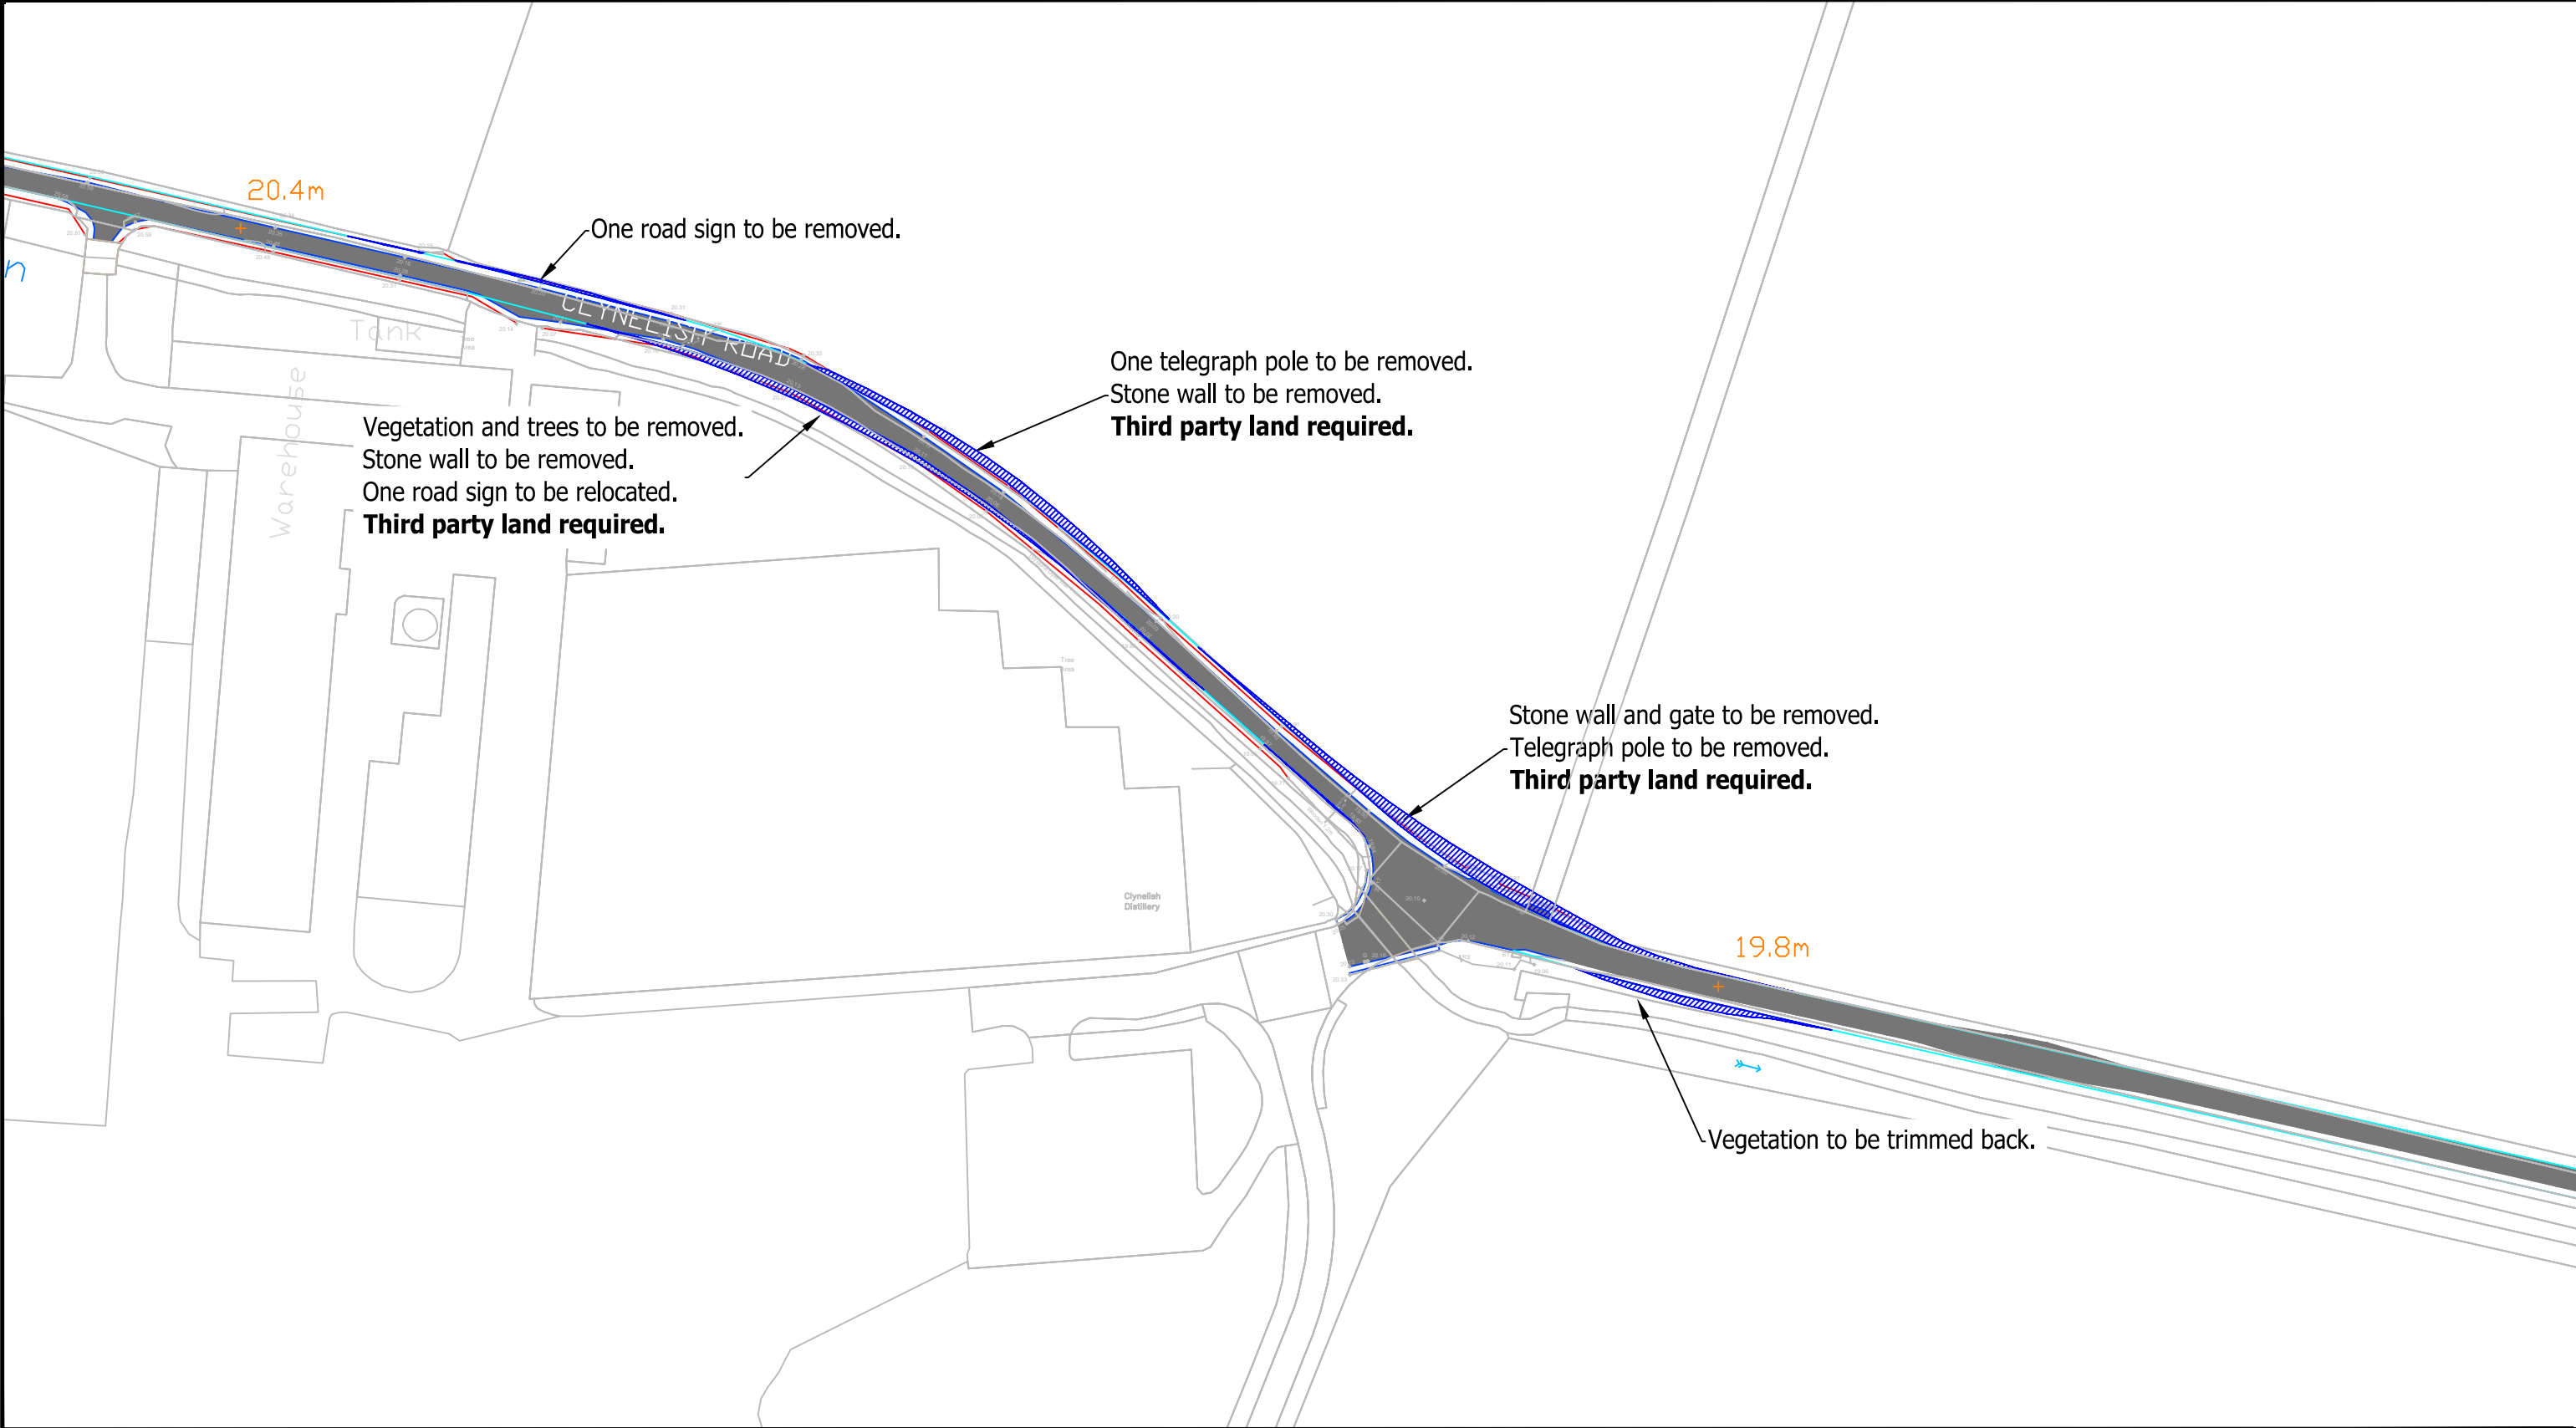 20.4m
One road sign to be removed.
CLYNELISH ROAD
n
Tank
One telegraph pole to be removed.
Stone wall to be removed.
Third party land required.
Warehouse
Vegetation and trees to be removed.
Stone wall to be removed.
One road sign to be relocated.
Third party land required.
Tree
Area
Stone wall and gate to be removed.
Telegraph pole to be removed.
Third party land required.
Clynelish
Distillery
19.8m
Vegetation to be trimmed back.